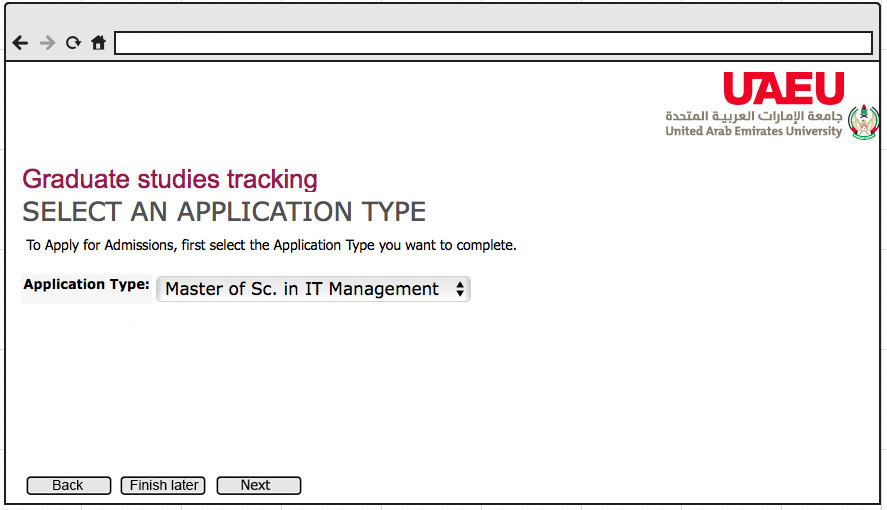 UAEU
جامعة الإمارات العربية المتحدة
United Arab Emirates University
Graduate studies tracking
SELECT AN APPLICATION TYPE
To Apply for Admissions, first select the Application Type you want to complete.
Application Type: Master of Sc. in IT Management
Back Finish later Next